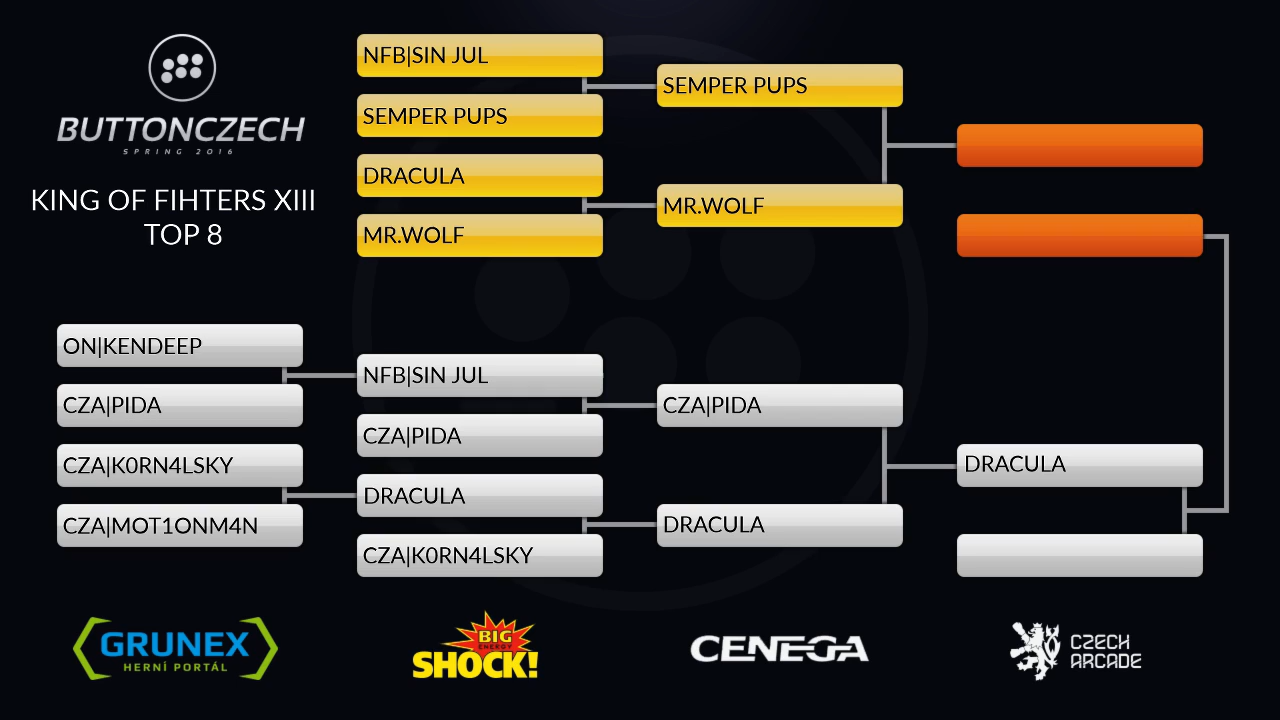 BUTTONCZECH
SPRING 2016
KING OF FIHTERS XIII
TOP 8
NFB|SIN JUL
SEMPER PUPS
DRACULA
MR.WOLF
SEMPER PUPS
MR.WOLF
ON|KENDEEP
CZA|PIDA
CZA|K0RN4LSKY
CZA|MOT1ONM4N
NFB|SIN JUL
CZA|PIDA
DRACULA
CZA|K0RN4LSKY
CZA|PIDA
DRACULA
DRACULA
GRUNEX
HERNÍ PORTÁL
BIG
ENERGY
SHOCK!
CENEGA
CZECH
ARCADE